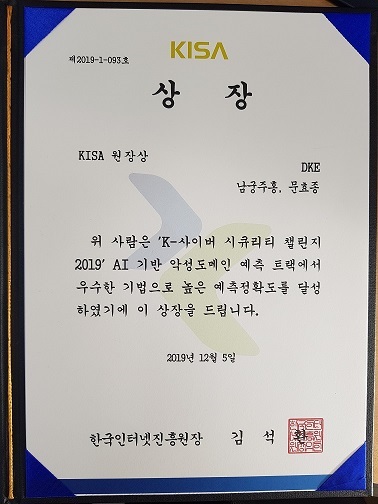 KISA
제2019-1-093호
상 장
KISA 원장상
DKE
남궁주홍, 문효종
위 사람은 'K-사이버 시큐리티 챌린지
2019' AI 기반 악성도메인 예측 트랙에서
우수한 기법으로 높은 예측정확도를 달성
하였기에 이 상장을 드립니다.
2019년 12월 5일
한국인터넷진흥원장 김 석 환